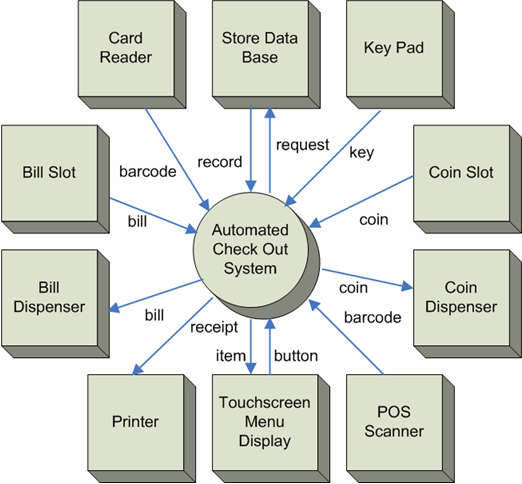 Card
Reader
Store Data
Base
Key Pad
barcode
record
request
key
Bill Slot
bill
Coin Slot
coin
Automated
Check Out
System
Bill
Dispenser
bill
coin
Coin
Dispenser
receipt
barcode
item
button
Printer
Touchscreen
Menu
Display
POS
Scanner